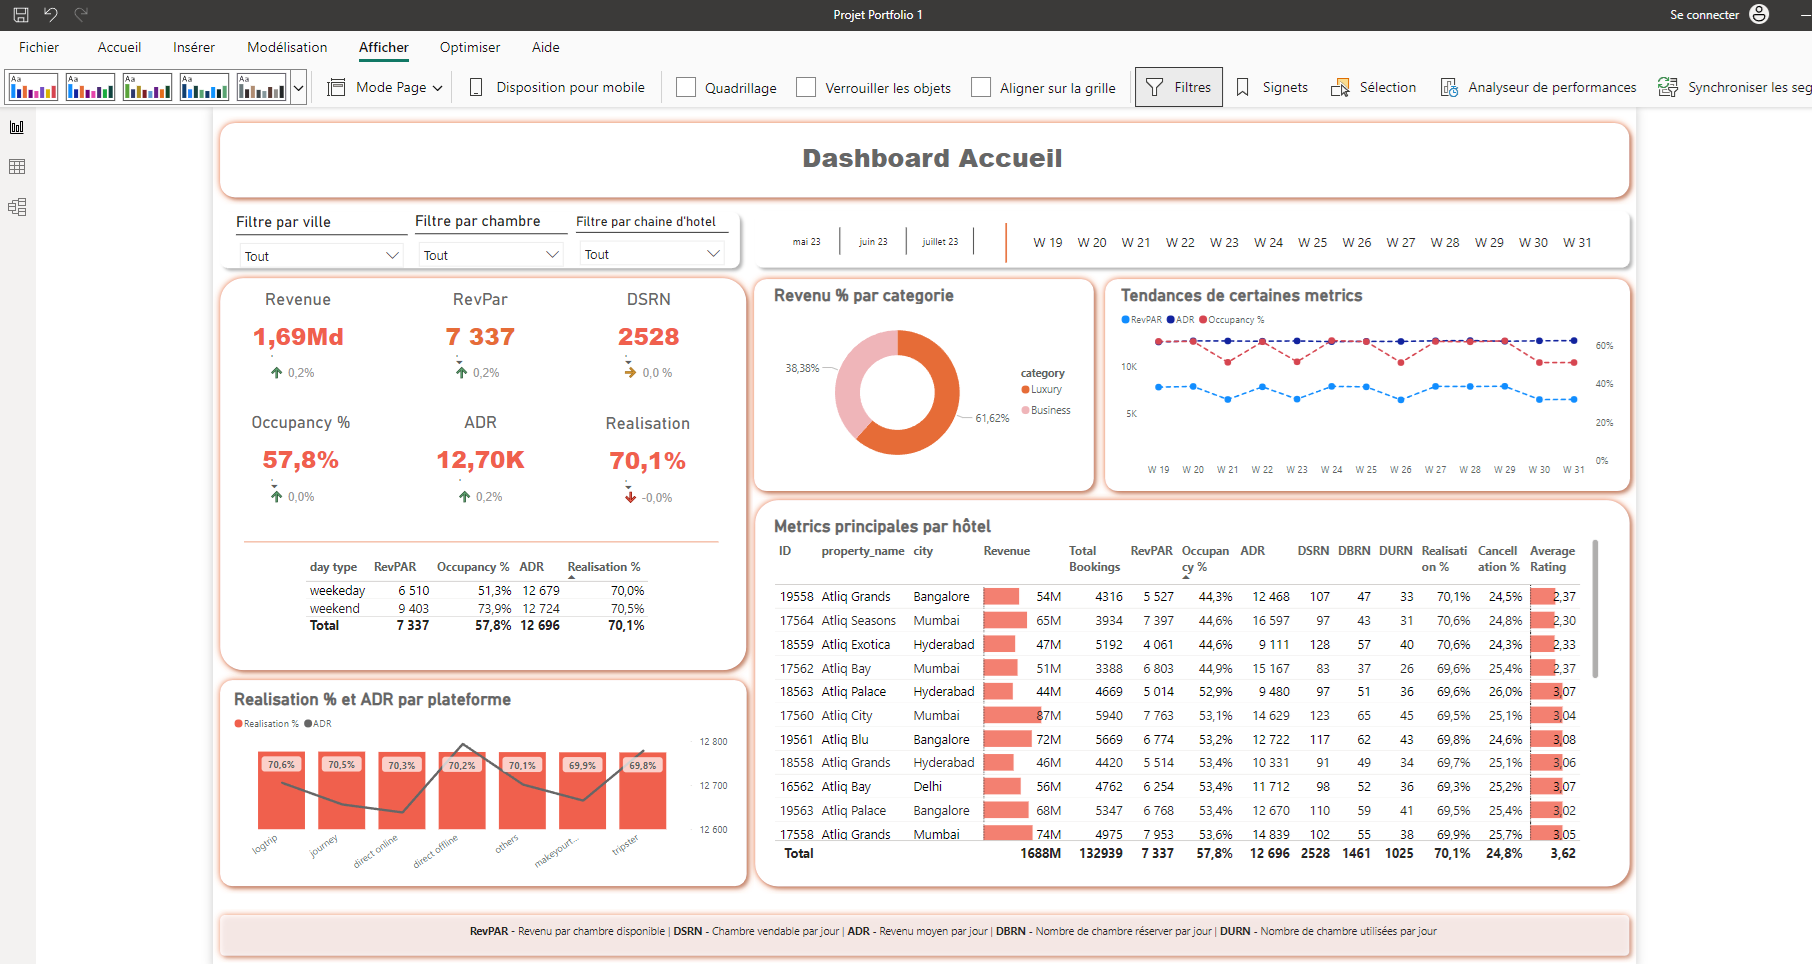 Projet Portfolio 1
Se connecter
Fichier Accueil Insérer Modélisation Afficher Optimiser Aide
Aa Aa Aa Aa Aa
Mode Page
Disposition pour mobile
Quadrillage
Verrouiller les objets
Aligner sur la grille
Filtres
Signets
Sélection
Analyseur de performances
Synchroniser les seg
Dashboard Accueil
Filtre par ville
Tout
Filtre par chambre
Tout
Filtre par chaine d'hotel
Tout
mai 23 juin 23 juillet 23
W 19 W 20 W 21 W 22 W 23 W 24 W 25 W 26 W 27 W 28 W 29 W 30 W 31
Revenue
1,69Md
0,2%
RevPar
7 337
0,2%
DSRN
2528
0,0 %
Occupancy %
57,8%
0,0%
ADR
12,70K
0,2%
Realisation
70,1%
-0,0%
day type RevPAR Occupancy % ADR Realisation %
weekeday 6 510 51,3% 12 679 70,0%
weekend 9 403 73,9% 12 724 70,5%
Total 7 337 57,8% 12 696 70,1%
Revenu % par categorie
38,38%
61,62%
category
Luxury
Business
Tendances de certaines metrics
RevPAR ADR Occupancy %
10K
5K
60%
40%
20%
0%
W 19 W 20 W 21 W 22 W 23 W 24 W 25 W 26 W 27 W 28 W 29 W 30 W 31
Realisation % et ADR par plateforme
Realisation % ADR
70,6% 70,5% 70,3% 70,2% 70,1% 69,9% 69,8%
12 800
12 700
12 600
logtrip journey direct online direct offline others makeyourt... tripster
Metrics principales par hôtel
ID property_name city Revenue Total Bookings RevPAR Occupan cy % ADR DSRN DBRN DURN Realisati on % Cancell ation % Average Rating
19558 Atliq Grands Bangalore 54M 4316 5 527 44,3% 12 468 107 47 33 70,1% 24,5% 2,37
17564 Atliq Seasons Mumbai 65M 3934 7 397 44,6% 16 597 97 43 31 70,6% 24,8% 2,30
18559 Atliq Exotica Hyderabad 47M 5192 4 061 44,6% 9 111 128 57 40 70,6% 24,3% 2,33
17562 Atliq Bay Mumbai 51M 3388 6 803 44,9% 15 167 83 37 26 69,6% 25,4% 2,37
18563 Atliq Palace Hyderabad 44M 4669 5 014 52,9% 9 480 97 51 36 69,6% 26,0% 3,07
17560 Atliq City Mumbai 87M 5940 7 763 53,1% 14 629 123 65 45 69,5% 25,1% 3,04
19561 Atliq Blu Bangalore 72M 5669 6 774 53,2% 12 722 117 62 43 69,8% 24,6% 3,08
18558 Atliq Grands Hyderabad 46M 4420 5 514 53,4% 10 331 91 49 34 69,7% 25,1% 3,06
16562 Atliq Bay Delhi 56M 4762 6 254 53,4% 11 712 98 52 36 69,3% 25,2% 3,07
19563 Atliq Palace Bangalore 68M 5347 6 768 53,4% 12 670 110 59 41 69,5% 25,4% 3,02
17558 Atliq Grands Mumbai 74M 4975 7 953 53,6% 14 839 102 55 38 69,9% 25,7% 3,05
Total 1688M 132939 7 337 57,8% 12 696 2528 1461 1025 70,1% 24,8% 3,62
RevPAR - Revenu par chambre disponible | DSRN - Chambre vendable par jour | ADR - Revenu moyen par jour | DBRN - Nombre de chambre réserver par jour | DURN - Nombre de chambre utilisées par jour